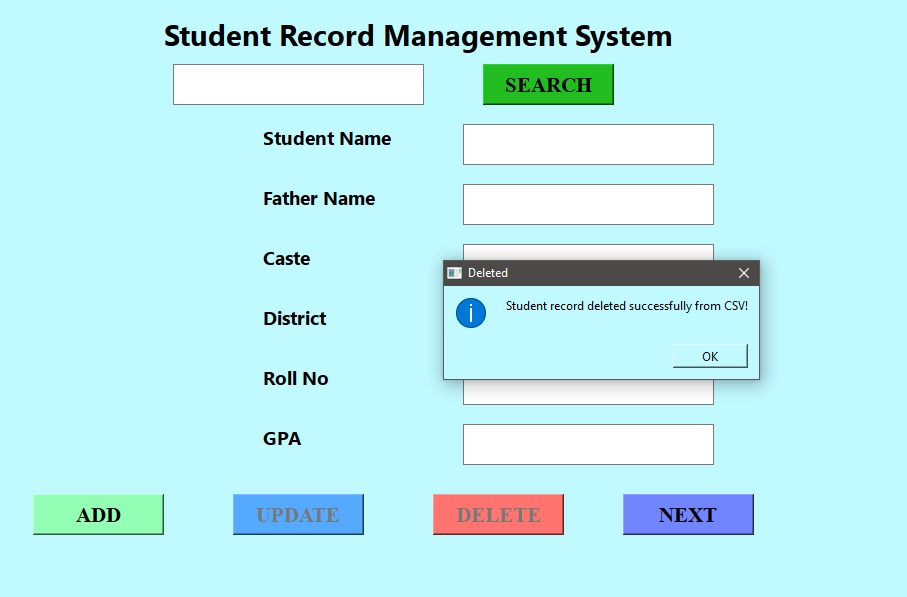 Student Record Management System
SEARCH
Student Name
Father Name
Caste
Deleted
Student record deleted successfully from CSV!
District
OK
Roll No
GPA
ADD
UPDATE
DELETE
NEXT